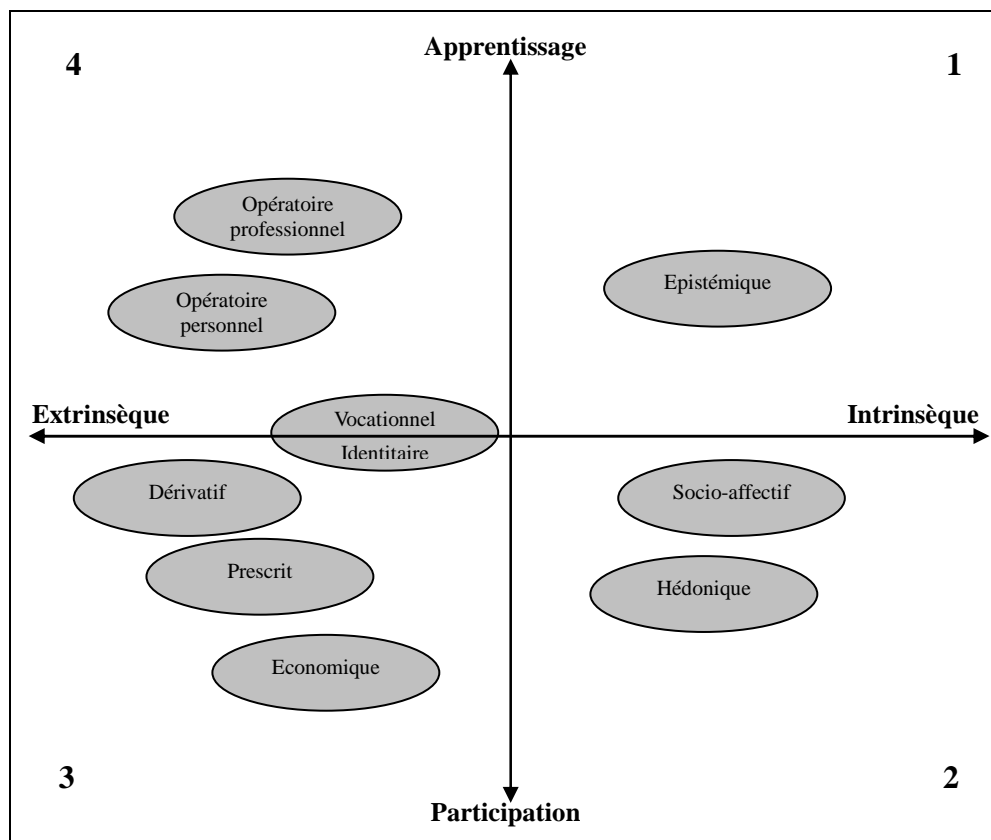 4
Apprentissage
1
Opératoire
professionnel
Opératoire
personnel
Epistémique
Extrinsèque
Vocationnel
Identitaire
Intrinsèque
Dérivatif
Socio-affectif
Prescrit
Hédonique
Economique
3
2
Participation